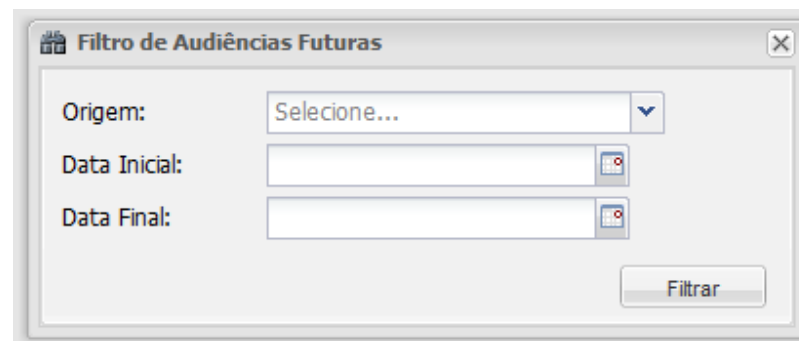 Filtro de Audiências Futuras
Origem: Selecione...
Data Inicial:
Data Final:
Filtrar